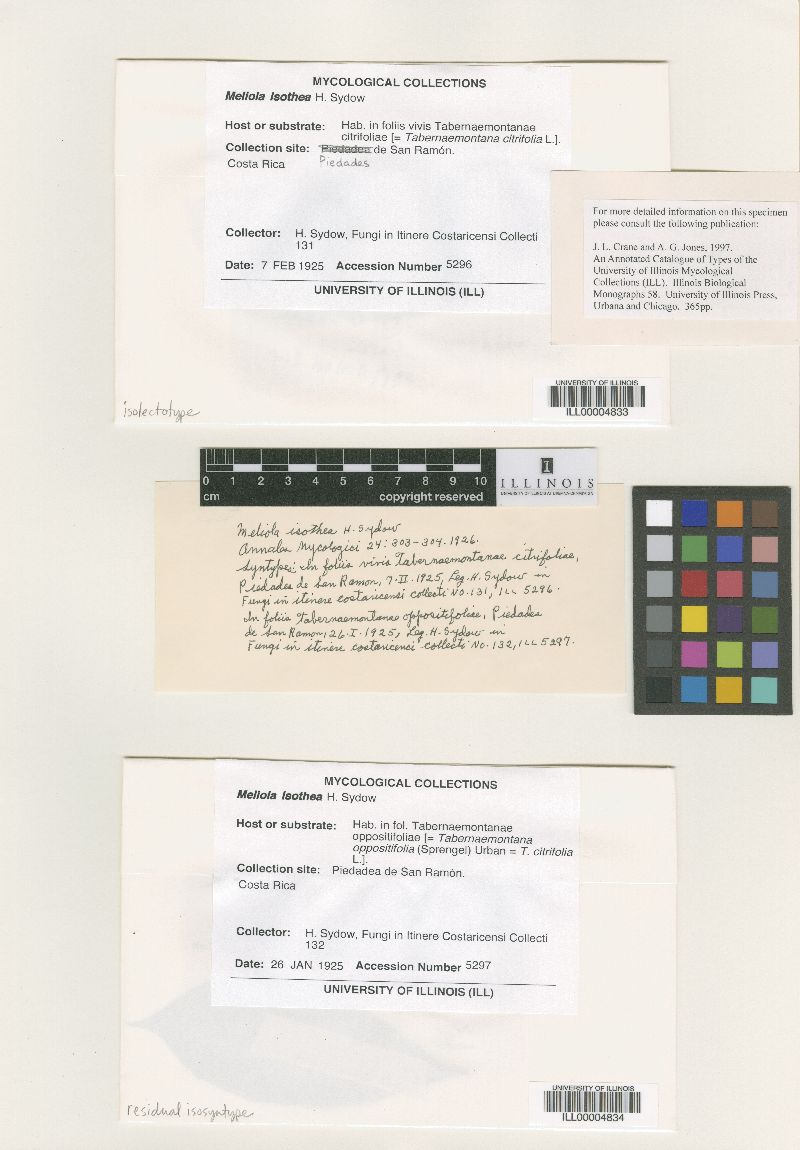 MYCOLOGICAL COLLECTIONS
Meliola isothea H. Sydow
Host or substrate: Hab. in foliis vivis Tabernaemontanae
citrifoliae [= Tabernaemontana citrifolia L.].
Collection site: Piedadea de San Ramón.
Costa Rica Piedades
Collector: H. Sydow, Fungi in Itinere Costaricensi Collecti
131
Date: 7 FEB 1925 Accession Number 5296
UNIVERSITY OF ILLINOIS (ILL)
For more detailed information on this specimen
please consult the following publication:
J. L. Crane and A. G. Jones, 1997.
An Annotated Catalogue of Types of the
University of Illinois Mycological
Collections (ILL). Illinois Biological
Monographs 58. University of Illinois Press,
Urbana and Chicago. 365pp.
isolectotype
UNIVERSITY OF ILLINOIS
ILL00004833
0 1 2 3 4 5 6 7 8 9 10
cm copyright reserved
I
ILLINOIS
UNIVERSITY OF ILLINOIS AT URBANA-CHAMPAIGN
Meliola isothea H. Sydow
Annales Mycologici 24: 303-304. 1926.
Syntypes: In foliis vivis Tabernaemontanae citrifoliae,
Piedades de San Ramon, 7.II.1925, Leg. H. Sydow in
Fungi in itinere costaricensi collecti No. 131, ILL 5296.
In foliis Tabernaemontanae oppositifoliae, Piedades
de San Ramon, 26.I.1925, Leg. H. Sydow in
Fungi in itinere costaricenci collecti No. 132, ILL 5297.
MYCOLOGICAL COLLECTIONS
Meliola isothea H. Sydow
Host or substrate: Hab. in fol. Tabernaemontanae
oppositifoliae [= Tabernaemontana
oppositifolia (Sprengel) Urban = T. citrifolia
L.].
Collection site: Piedadea de San Ramón.
Costa Rica
Collector: H. Sydow, Fungi in Itinere Costaricensi Collecti
132
Date: 26 JAN 1925 Accession Number 5297
UNIVERSITY OF ILLINOIS (ILL)
residual isosyntype
UNIVERSITY OF ILLINOIS
ILL00004834